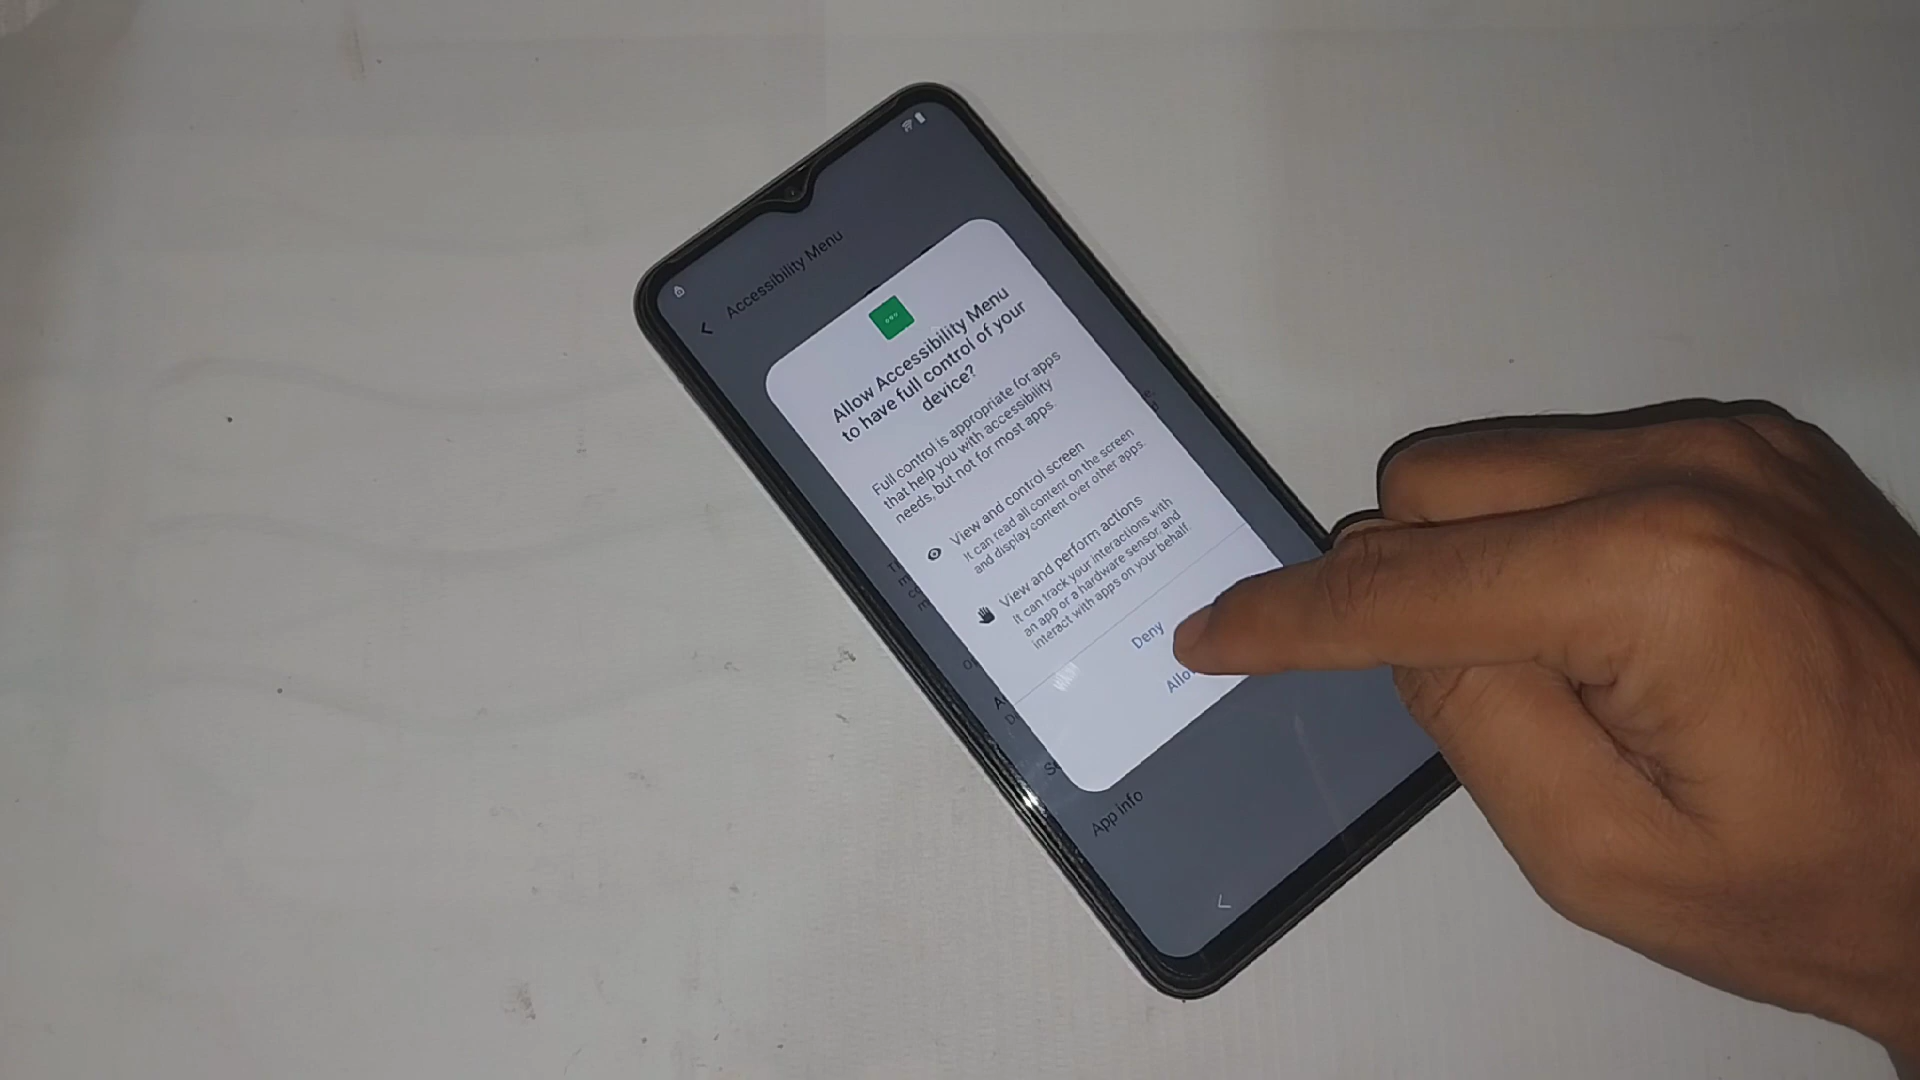 Accessibility Menu
Allow Accessibility Menu
to have full control of your
device?
Full control is appropriate for apps
that help you with accessibility
needs, but not for most apps.
View and control screen
It can read all content on the screen
and display content over other apps.
View and perform actions
It can track your interactions with
an app or a hardware sensor, and
interact with apps on your behalf.
Deny
App info